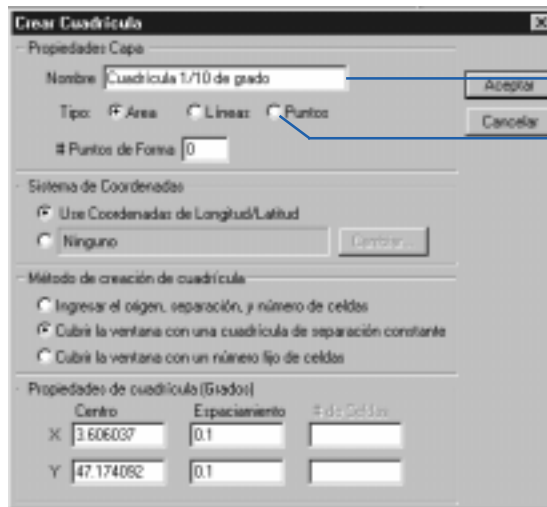 Crear Cuadrícula
Propiedades Capa
Nombre Cuadrícula 1/10 de grado
Aceptar
Tipo: Area Líneas Puntos
Cancelar
# Puntos de Forma 0
Sistema de Coordenadas
Use Coordenadas de Longitud/Latitud
Ninguno Cambiar...
Método de creación de cuadrícula
Ingresar el origen, separación, y número de celdas
Cubrir la ventana con una cuadrícula de separación constante
Cubrir la ventana con un número fijo de celdas
Propiedades de cuadrícula (Grados)
Centro Espaciamiento # de Celdas
X 3.606037 0.1
Y 47.174092 0.1